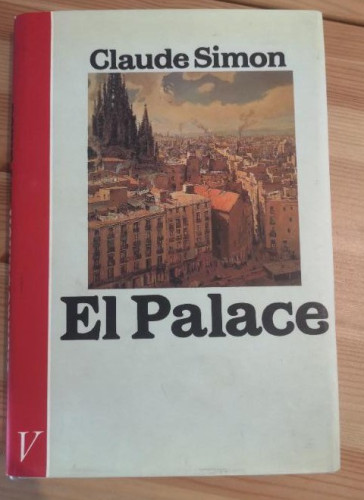 Claude Simon
El Palace
V